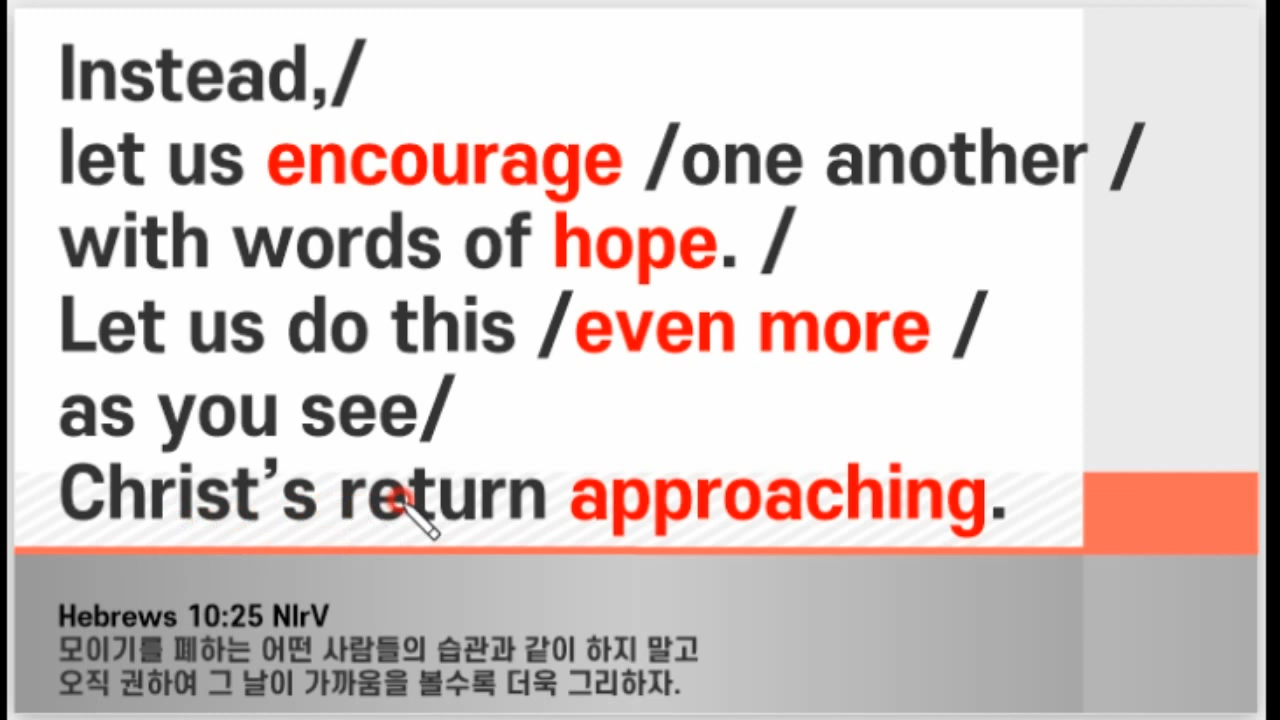 Instead,/
let us encourage /one another /
with words of hope. /
Let us do this /even more /
as you see/
Christ’s return approaching.
Hebrews 10:25 NIrV
모이기를 폐하는 어떤 사람들의 습관과 같이 하지 말고
오직 권하여 그 날이 가까움을 볼수록 더욱 그리하자.